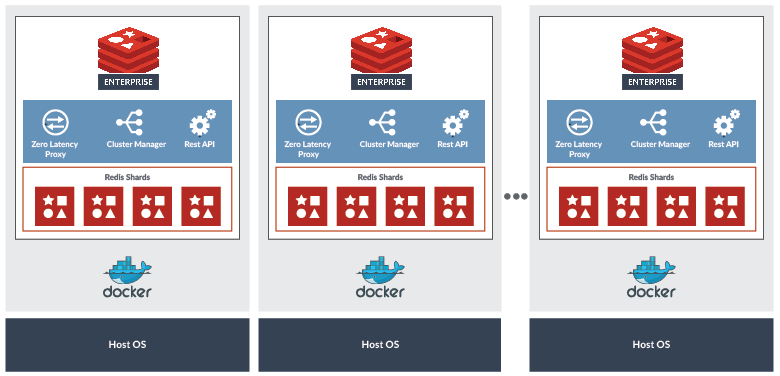 ENTERPRISE
Zero Latency
Proxy
Cluster Manager
Rest API
Redis Shards
docker
Host OS
ENTERPRISE
Zero Latency
Proxy
Cluster Manager
Rest API
Redis Shards
docker
Host OS
ENTERPRISE
Zero Latency
Proxy
Cluster Manager
Rest API
Redis Shards
docker
Host OS